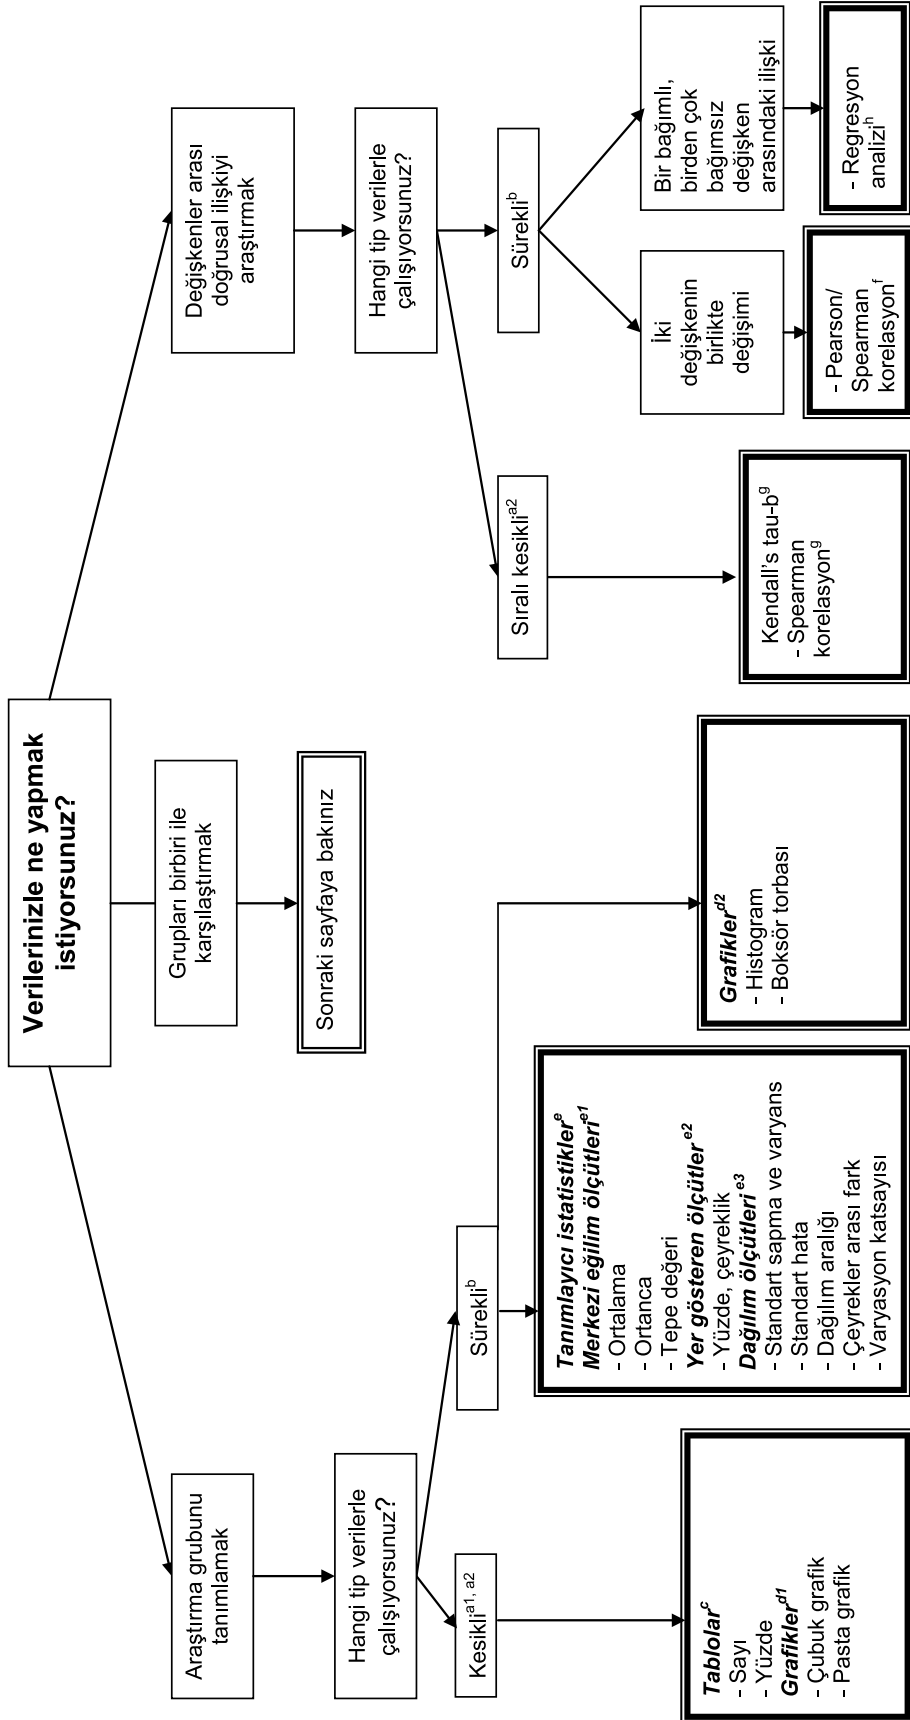 Verilerinizle ne yapmak
istiyorsunuz?
Araştırma grubunu
tanımlamak
Grupları birbiri ile
karşılaştırmak
Değişkenler arası
doğrusal ilişkiyi
araştırmak
Sonraki sayfaya bakınız
Hangi tip verilerle
çalışıyorsunuz?
Hangi tip verilerle
çalışıyorsunuz?
Kesikli a1, a2
Sürekli b
Sıralı kesikli a2
Sürekli b
İki
değişkenin
birlikte
değişimi
Bir bağımlı,
birden çok
bağımsız
değişken
arasındaki ilişki
Tablolar c
- Sayı
- Yüzde
Grafikler d1
- Çubuk grafik
- Pasta grafik
Tanımlayıcı istatistikler e
Merkezi eğilim ölçütleri e1
- Ortalama
- Ortanca
- Tepe değeri
Yer gösteren ölçütler e2
- Yüzde, çeyreklik
Dağılım ölçütleri e3
- Standart sapma ve varyans
- Standart hata
- Dağılım aralığı
- Çeyrekler arası fark
- Varyasyon katsayısı
Grafikler d2
- Histogram
- Boksör torbası
Kendall's tau-b g
- Spearman
korelasyon g
- Pearson/
Spearman
korelasyon f
- Regresyon
analizi h